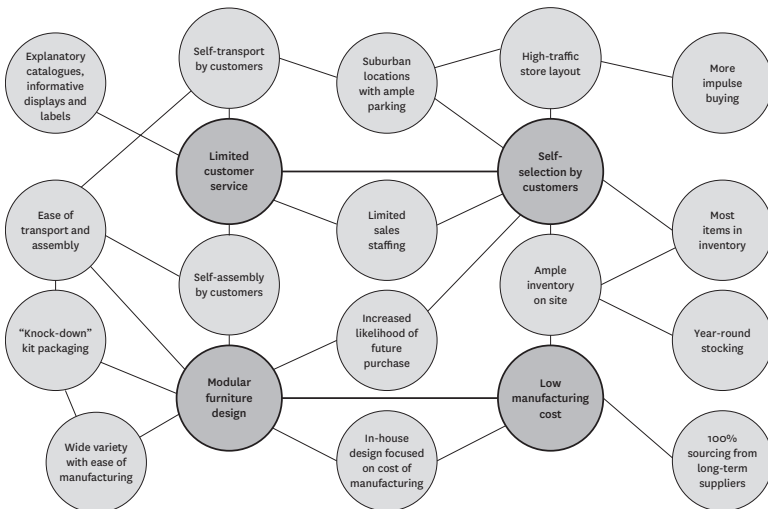 Explanatory
catalogues,
informative
displays and
labels
Self-transport
by customers
Suburban
locations
with ample
parking
High-traffic
store layout
More
impulse
buying
Limited
customer
service
Self-
selection by
customers
Ease of
transport and
assembly
Limited
sales
staffing
Most
items in
inventory
Self-assembly
by customers
Ample
inventory
on site
“Knock-down”
kit packaging
Increased
likelihood of
future
purchase
Year-round
stocking
Modular
furniture
design
Low
manufacturing
cost
Wide variety
with ease of
manufacturing
In-house
design focused
on cost of
manufacturing
100%
sourcing from
long-term
suppliers